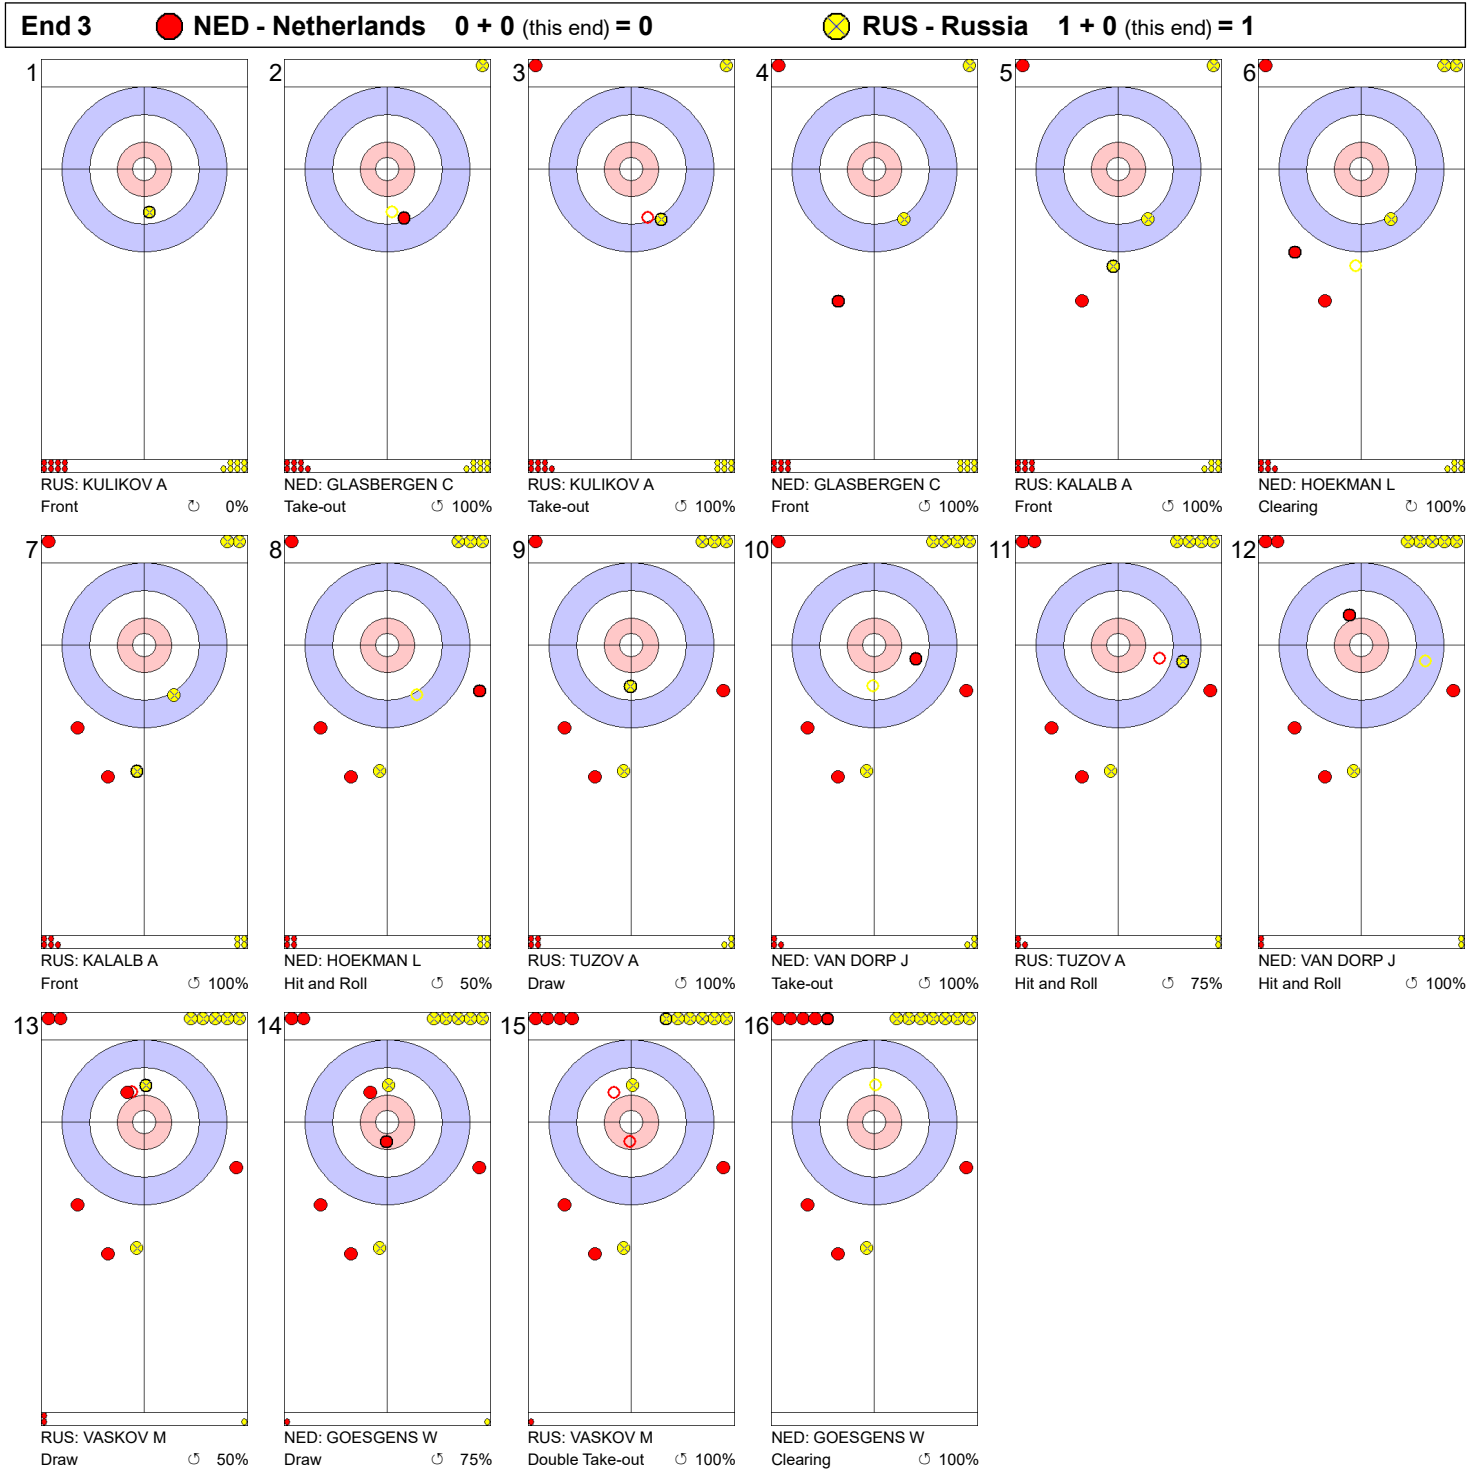 End 3 NED - Netherlands 0 + 0 (this end) = 0 RUS - Russia 1 + 0 (this end) = 1
1 2 3 4 5 6
RUS: KULIKOV A NED: GLASBERGEN C RUS: KULIKOV A NED: GLASBERGEN C RUS: KALALB A NED: HOEKMAN L
Front ↻ 0% Take-out ↺ 100% Take-out ↺ 100% Front ↺ 100% Front ↺ 100% Clearing ↻ 100%
7 8 9 10 11 12
RUS: KALALB A NED: HOEKMAN L RUS: TUZOV A NED: VAN DORP J RUS: TUZOV A NED: VAN DORP J
Front ↺ 100% Hit and Roll ↺ 50% Draw ↺ 100% Take-out ↺ 100% Hit and Roll ↺ 75% Hit and Roll ↺ 100%
13 14 15 16
RUS: VASKOV M NED: GOESGENS W RUS: VASKOV M NED: GOESGENS W
Draw ↺ 50% Draw ↺ 75% Double Take-out ↺ 100% Clearing ↺ 100%